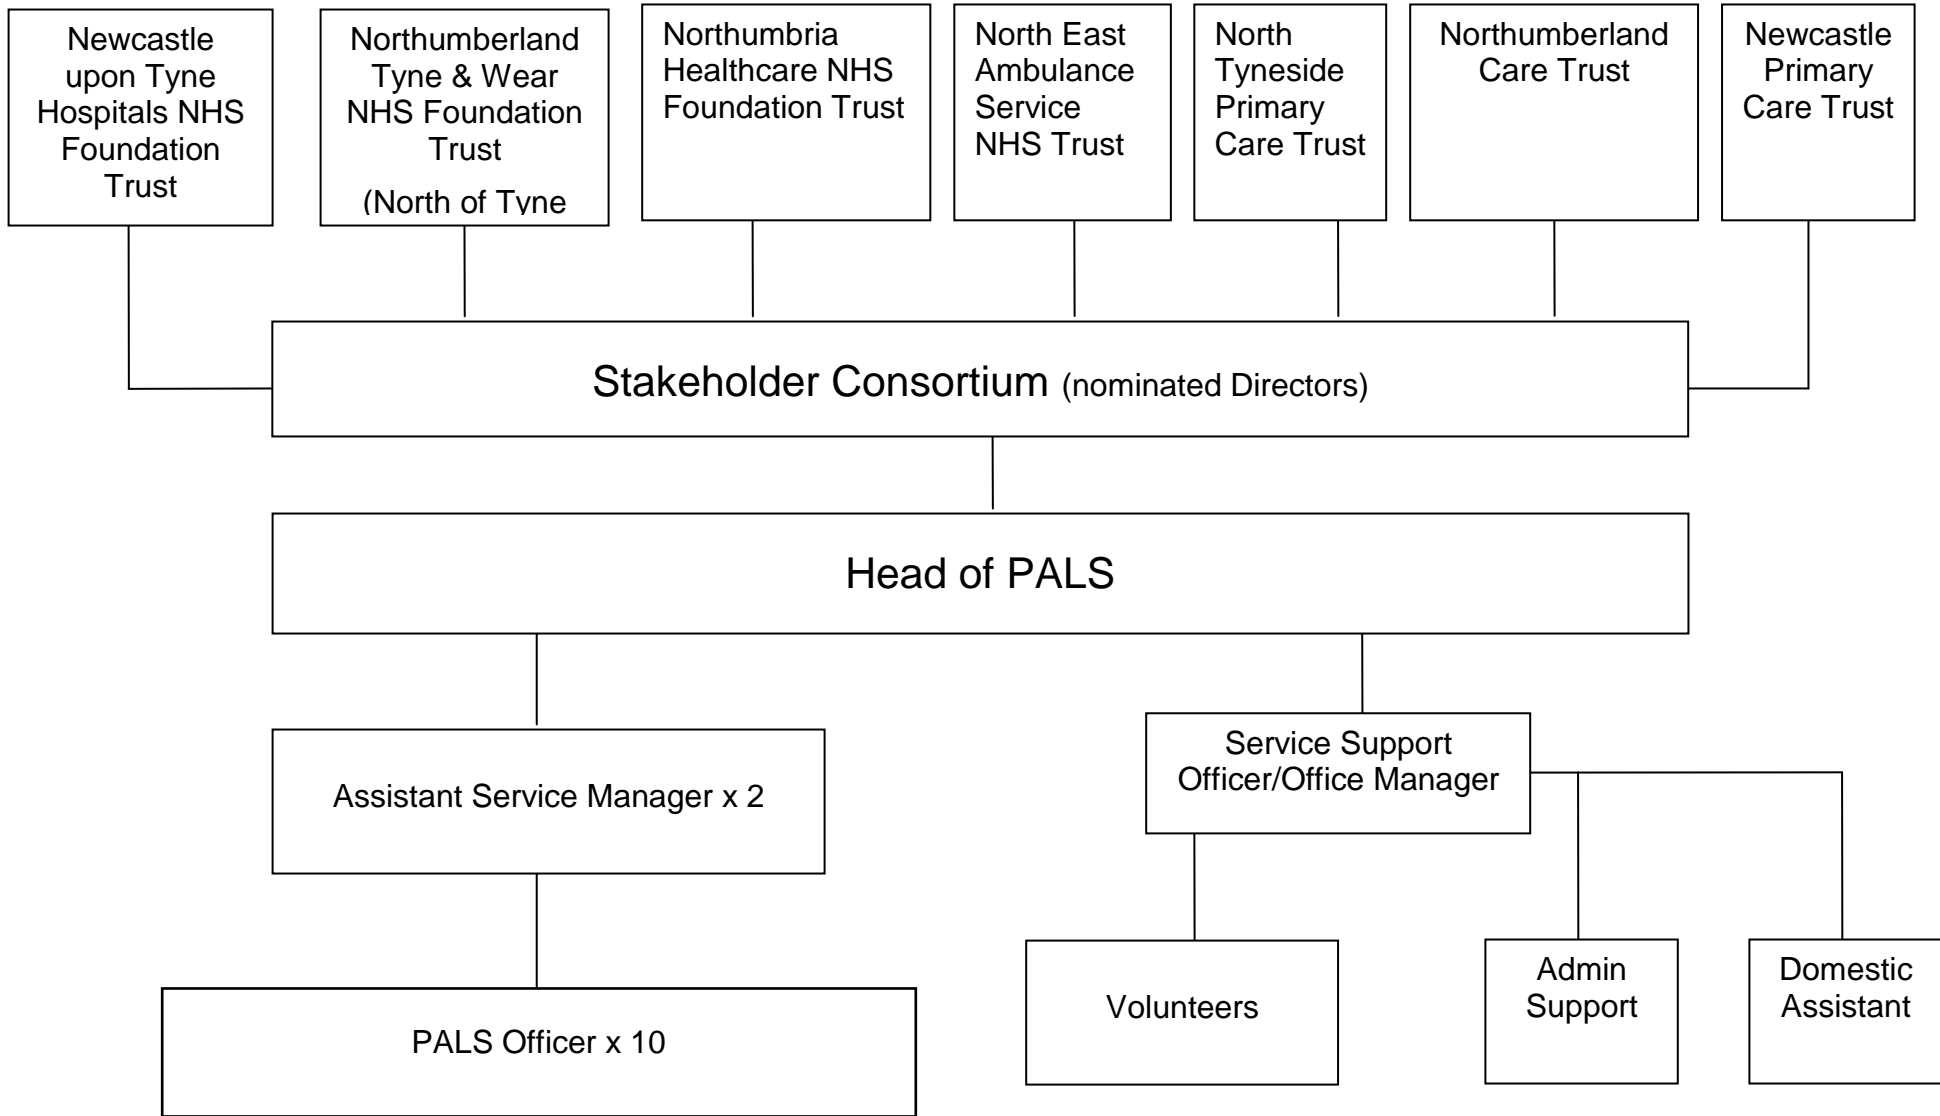 Newcastle
upon Tyne
Hospitals NHS
Foundation
Trust
Northumberland
Tyne & Wear
NHS Foundation
Trust
(North of Tyne
Northumbria
Healthcare NHS
Foundation Trust
North East
Ambulance
Service
NHS Trust
North
Tyneside
Primary
Care Trust
Northumberland
Care Trust
Newcastle
Primary
Care Trust
Stakeholder Consortium (nominated Directors)
Head of PALS
Assistant Service Manager x 2
Service Support
Officer/Office Manager
PALS Officer x 10
Volunteers
Admin
Support
Domestic
Assistant